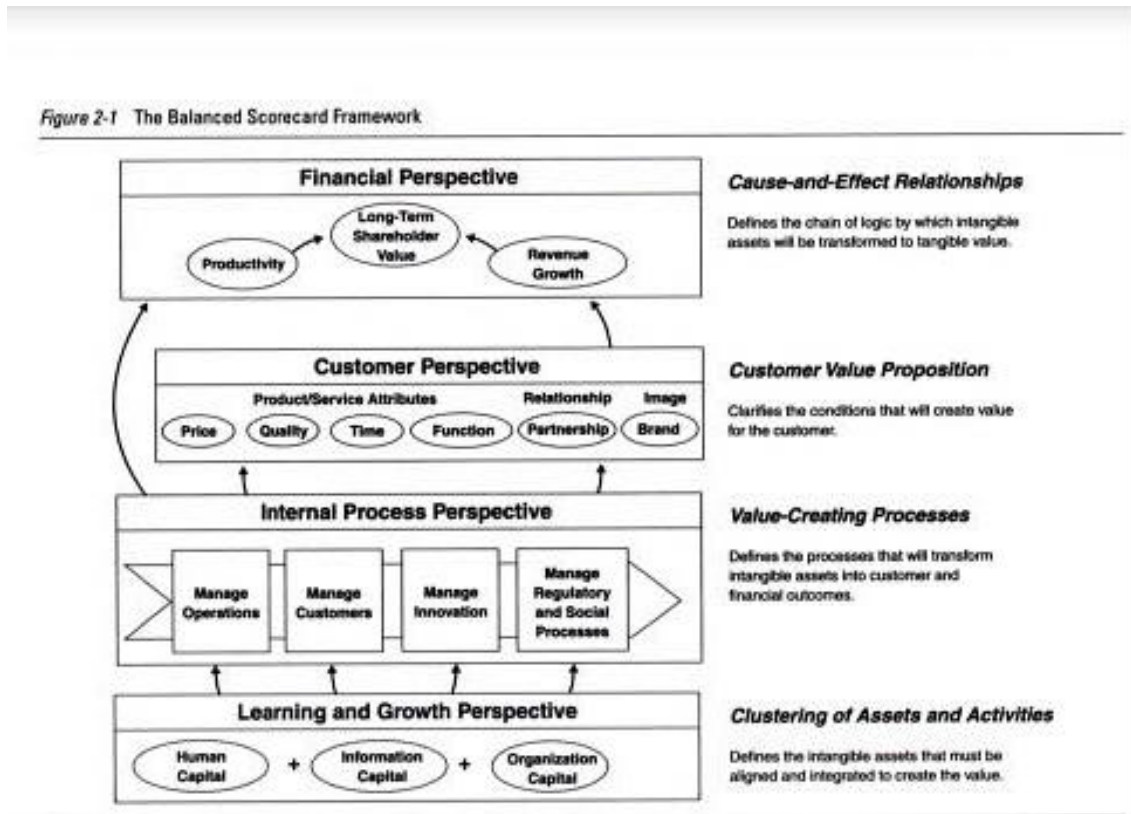 Figure 2-1 The Balanced Scorecard Framework
Financial Perspective
Long-Term
Shareholder
Value
Productivity
Revenue
Growth
Cause-and-Effect Relationships
Defines the chain of logic by which intangible
assets will be transformed to tangible value.
Customer Perspective
Product/Service Attributes
Relationship
Image
Price
Quality
Time
Function
Partnership
Brand
Customer Value Proposition
Clarifies the conditions that will create value
for the customer.
Internal Process Perspective
Manage
Operations
Manage
Customers
Manage
Innovation
Manage
Regulatory
and Social
Processes
Value-Creating Processes
Defines the processes that will transform
intangible assets into customer and
financial outcomes.
Learning and Growth Perspective
Human
Capital
+
Information
Capital
+
Organization
Capital
Clustering of Assets and Activities
Defines the intangible assets that must be
aligned and integrated to create the value.